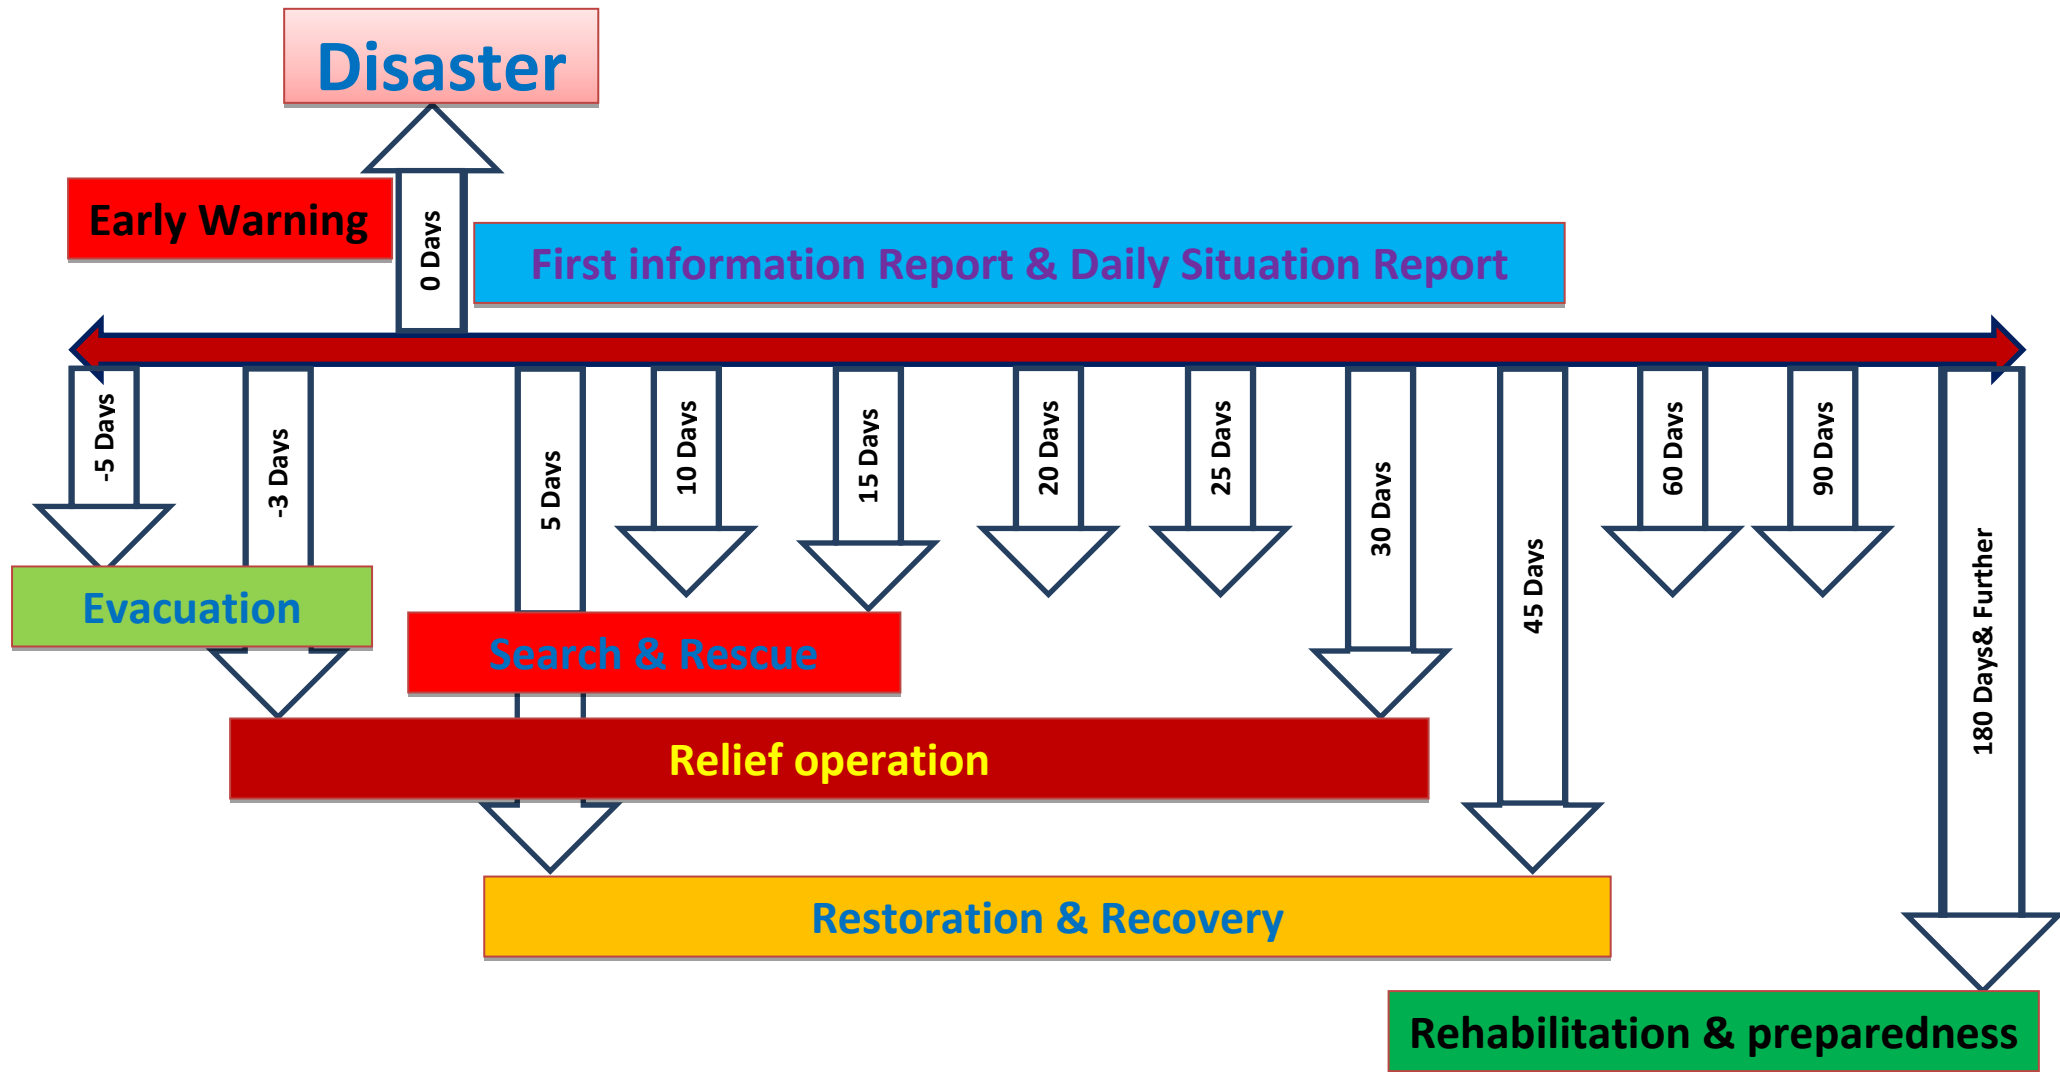 Disaster
Early Warning
0 Days
First information Report & Daily Situation Report
-5 Days
-3 Days
5 Days
10 Days
15 Days
20 Days
25 Days
30 Days
45 Days
60 Days
90 Days
180 Days& Further
Evacuation
Search & Rescue
Relief operation
Restoration & Recovery
Rehabilitation & preparedness